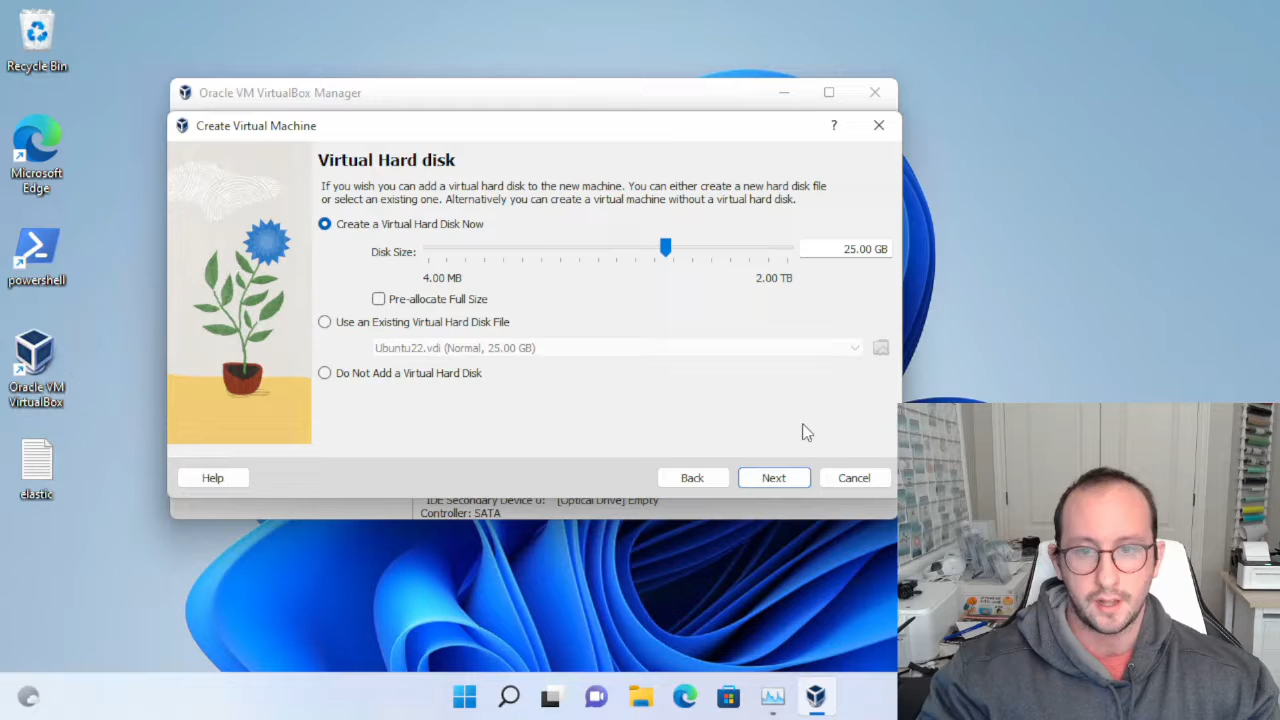 Recycle Bin
Microsoft
Edge
powershell
Oracle VM
VirtualBox
elastic
Oracle VM VirtualBox Manager
Create Virtual Machine
?
Virtual Hard disk
If you wish you can add a virtual hard disk to the new machine. You can either create a new hard disk file
or select an existing one. Alternatively you can create a virtual machine without a virtual hard disk.
Create a Virtual Hard Disk Now
Disk Size:
25.00 GB
4.00 MB
2.00 TB
Pre-allocate Full Size
Use an Existing Virtual Hard Disk File
Ubuntu22.vdi (Normal, 25.00 GB)
Do Not Add a Virtual Hard Disk
Help
Back
Next
Cancel
IDE Secondary Device 0: [Optical Drive] Empty
Controller: SATA